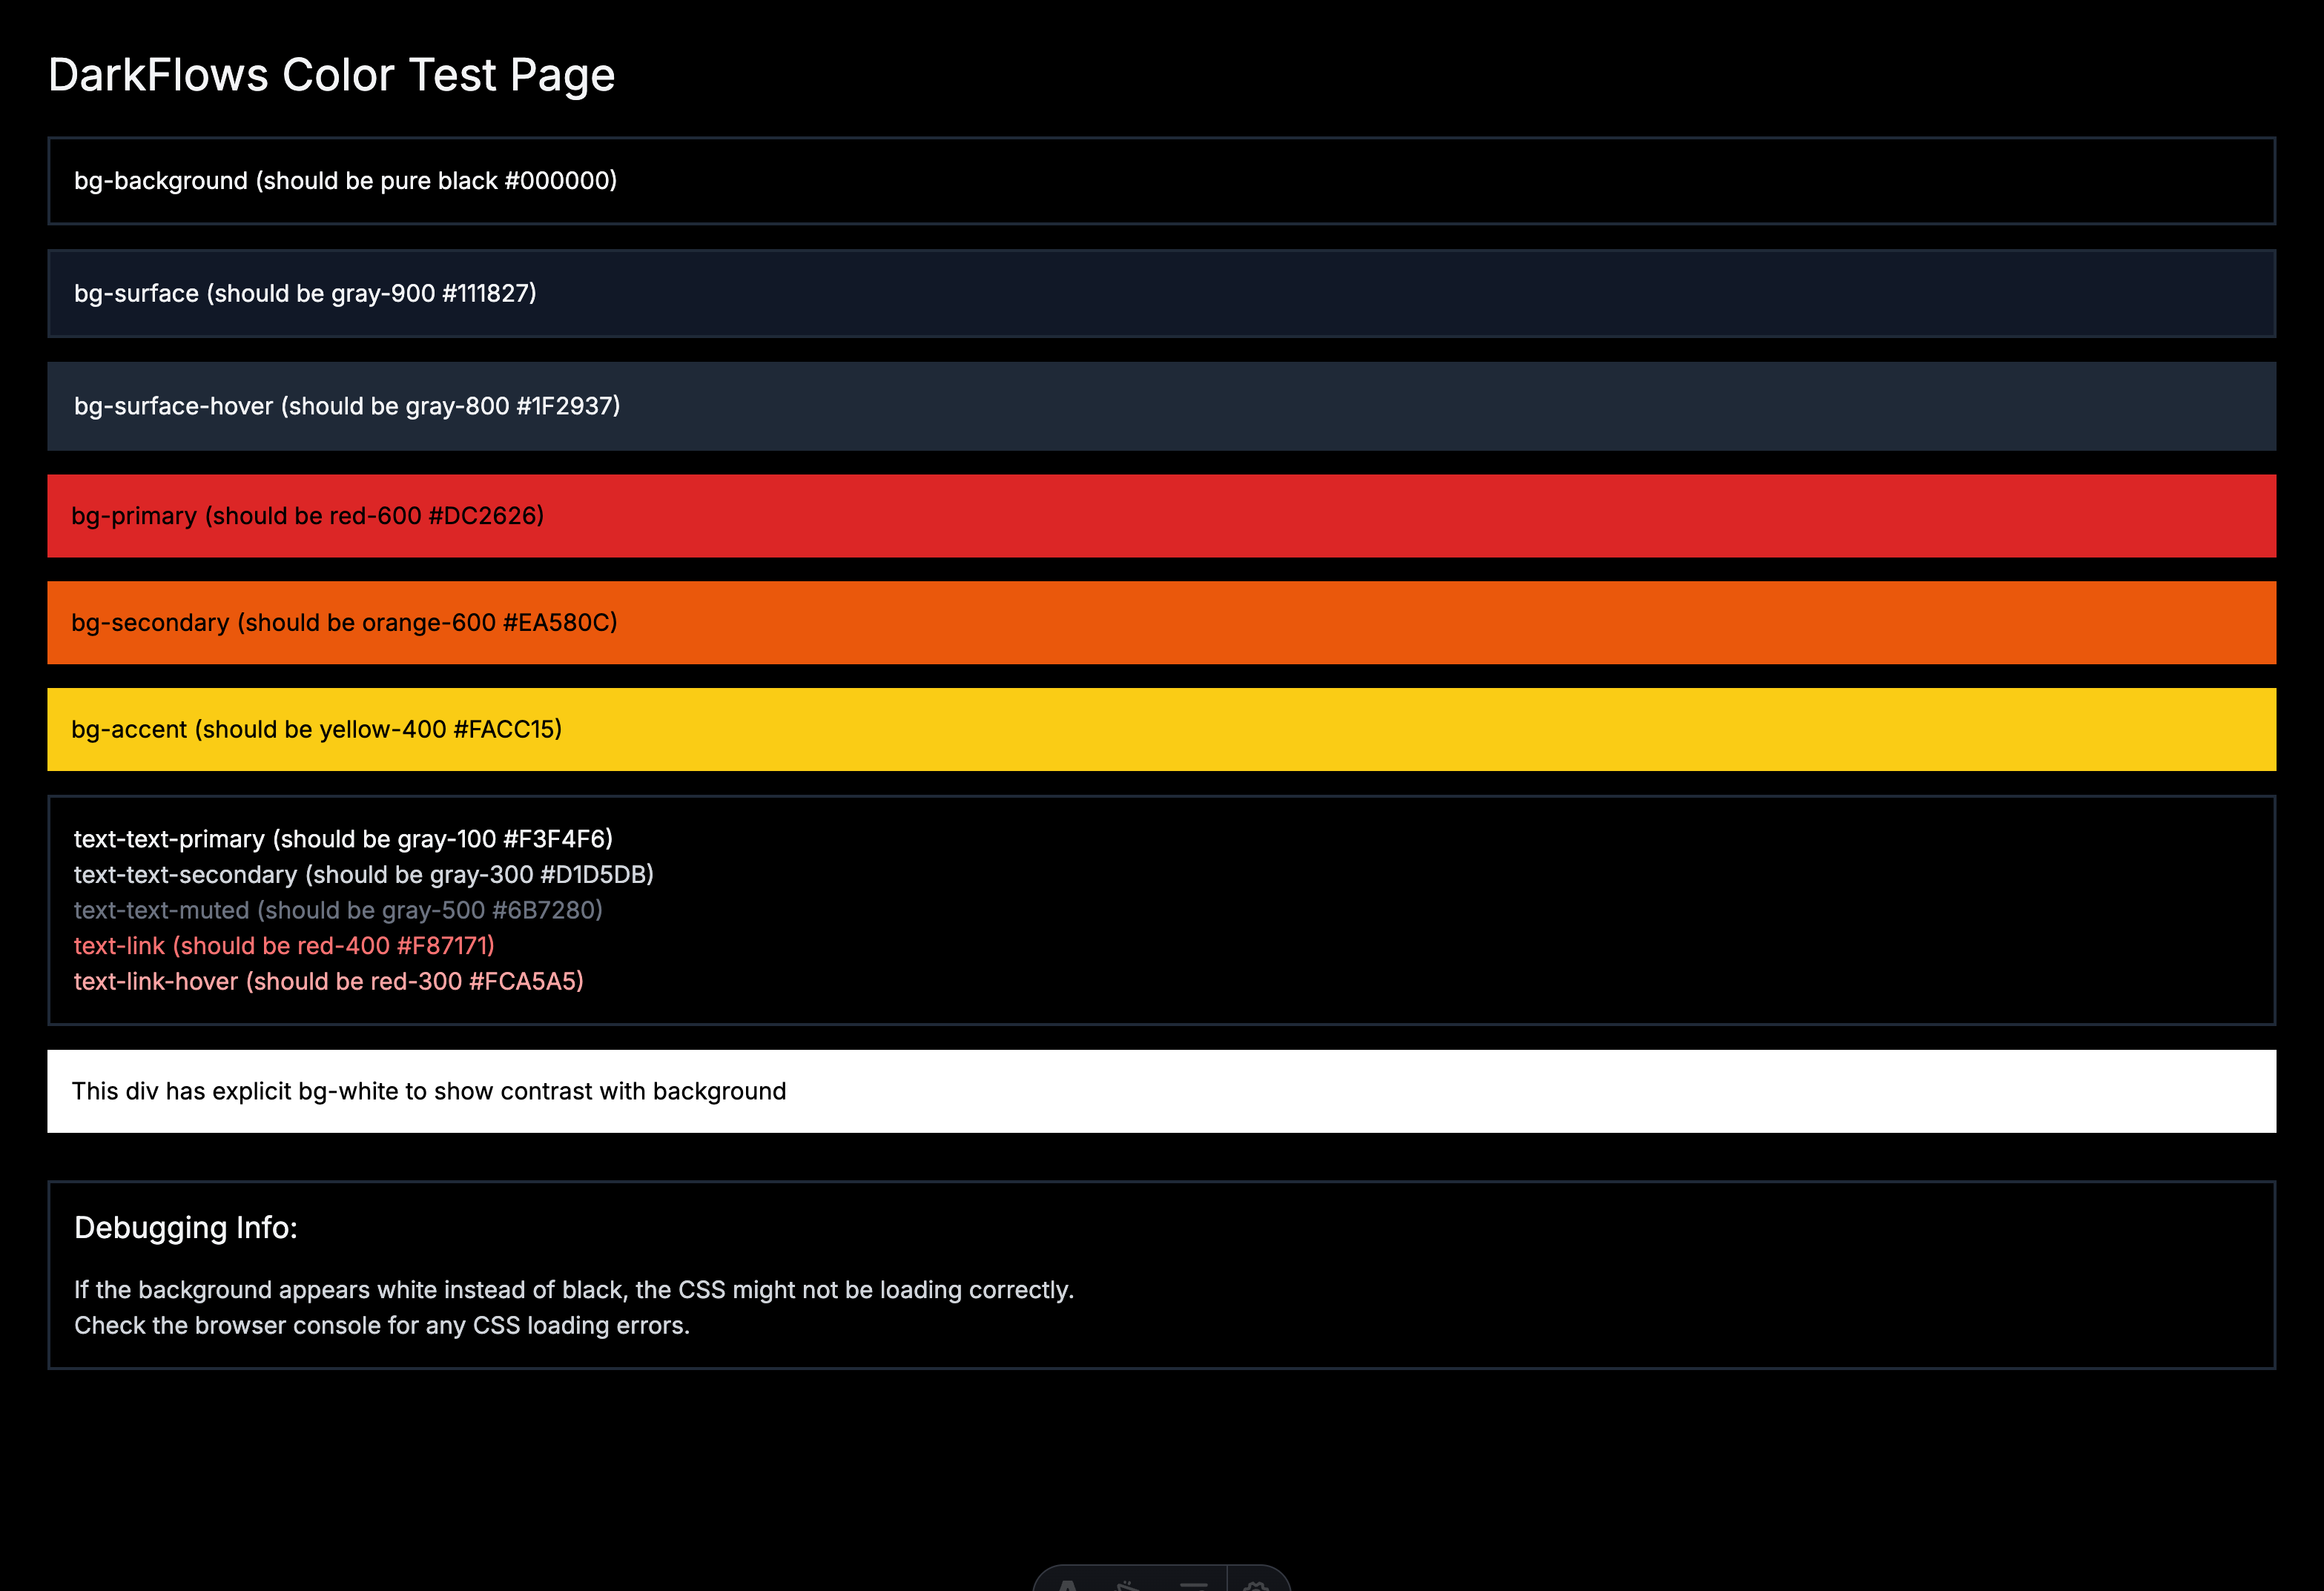 DarkFlows Color Test Page
bg-background (should be pure black #000000)
bg-surface (should be gray-900 #111827)
bg-surface-hover (should be gray-800 #1F2937)
bg-primary (should be red-600 #DC2626)
bg-secondary (should be orange-600 #EA580C)
bg-accent (should be yellow-400 #FACC15)
text-text-primary (should be gray-100 #F3F4F6)
text-text-secondary (should be gray-300 #D1D5DB)
text-text-muted (should be gray-500 #6B7280)
text-link (should be red-400 #F87171)
text-link-hover (should be red-300 #FCA5A5)
This div has explicit bg-white to show contrast with background
Debugging Info:
If the background appears white instead of black, the CSS might not be loading correctly.
Check the browser console for any CSS loading errors.